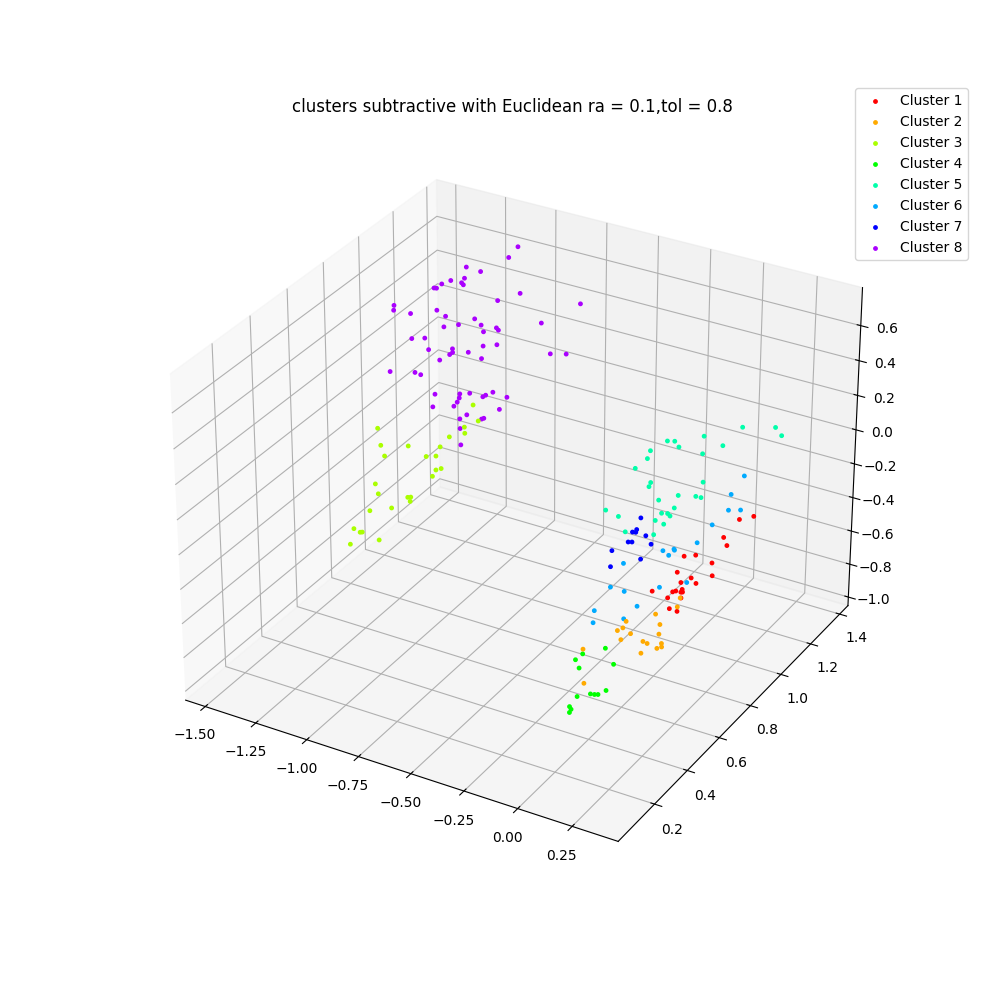 clusters subtractive with Euclidean ra = 0.1,tol = 0.8
Cluster 1
Cluster 2
Cluster 3
Cluster 4
Cluster 5
Cluster 6
Cluster 7
Cluster 8
0.6
0.4
0.2
0.0
−0.2
−0.4
−0.6
−0.8
−1.0
1.4
1.2
1.0
0.8
0.6
0.4
0.2
−1.50
−1.25
−1.00
−0.75
−0.50
−0.25
0.00
0.25